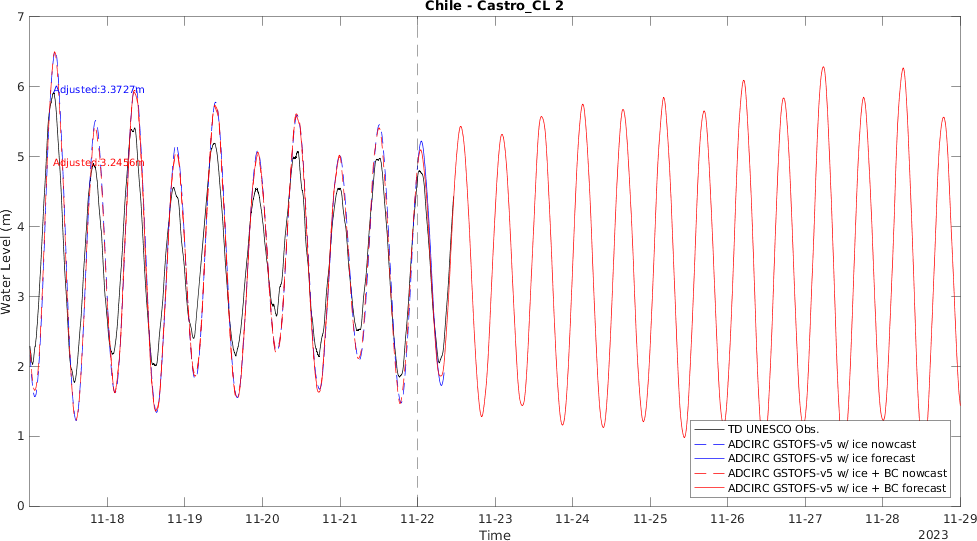 Chile - Castro_CL 2
7
6
5
4
3
2
1
0
Water Level (m)
Adjusted:3.3727m
Adjusted:3.2456m
TD UNESCO Obs.
ADCIRC GSTOFS-v5 w/ ice nowcast
ADCIRC GSTOFS-v5 w/ ice forecast
ADCIRC GSTOFS-v5 w/ ice + BC nowcast
ADCIRC GSTOFS-v5 w/ ice + BC forecast
11-18 11-19 11-20 11-21 11-22 11-23 11-24 11-25 11-26 11-27 11-28 11-29
Time
2023